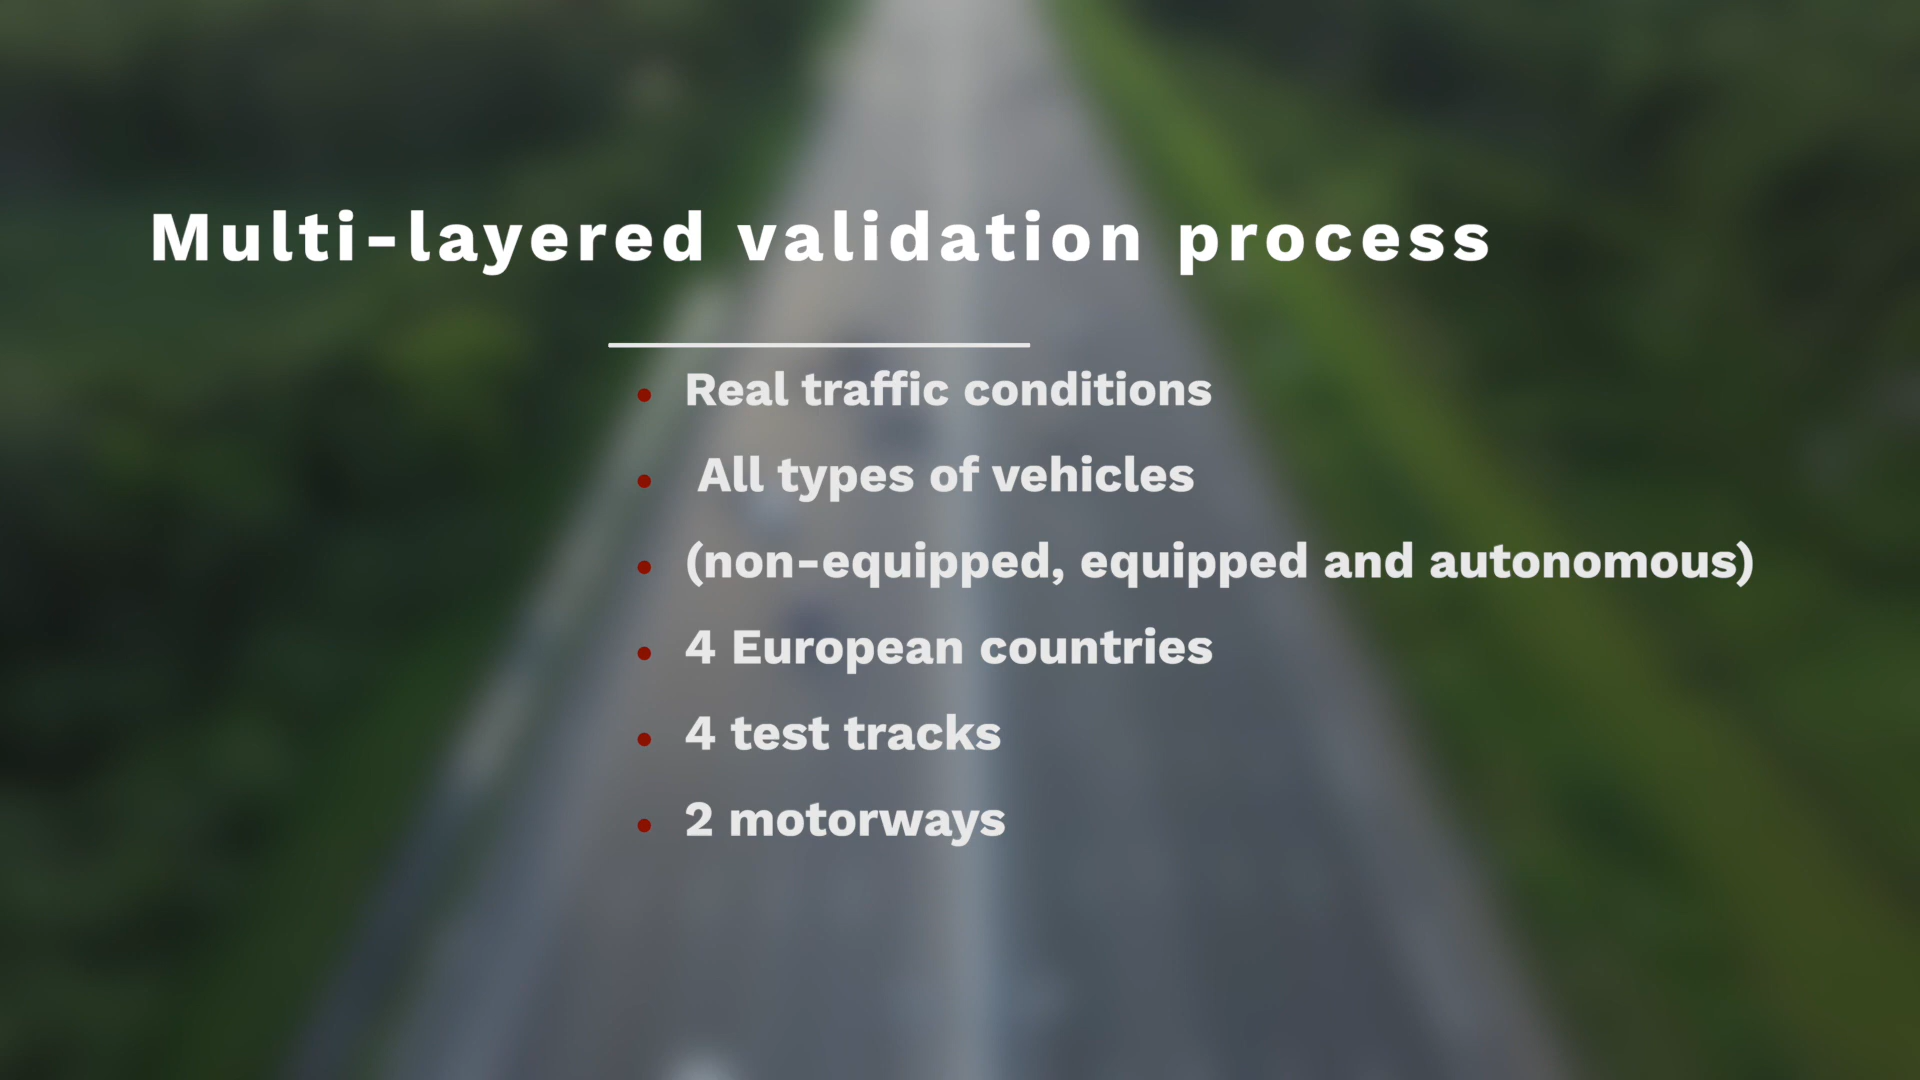 Multi-layered validation process
• Real traffic conditions
• All types of vehicles
• (non-equipped, equipped and autonomous)
• 4 European countries
• 4 test tracks
• 2 motorways